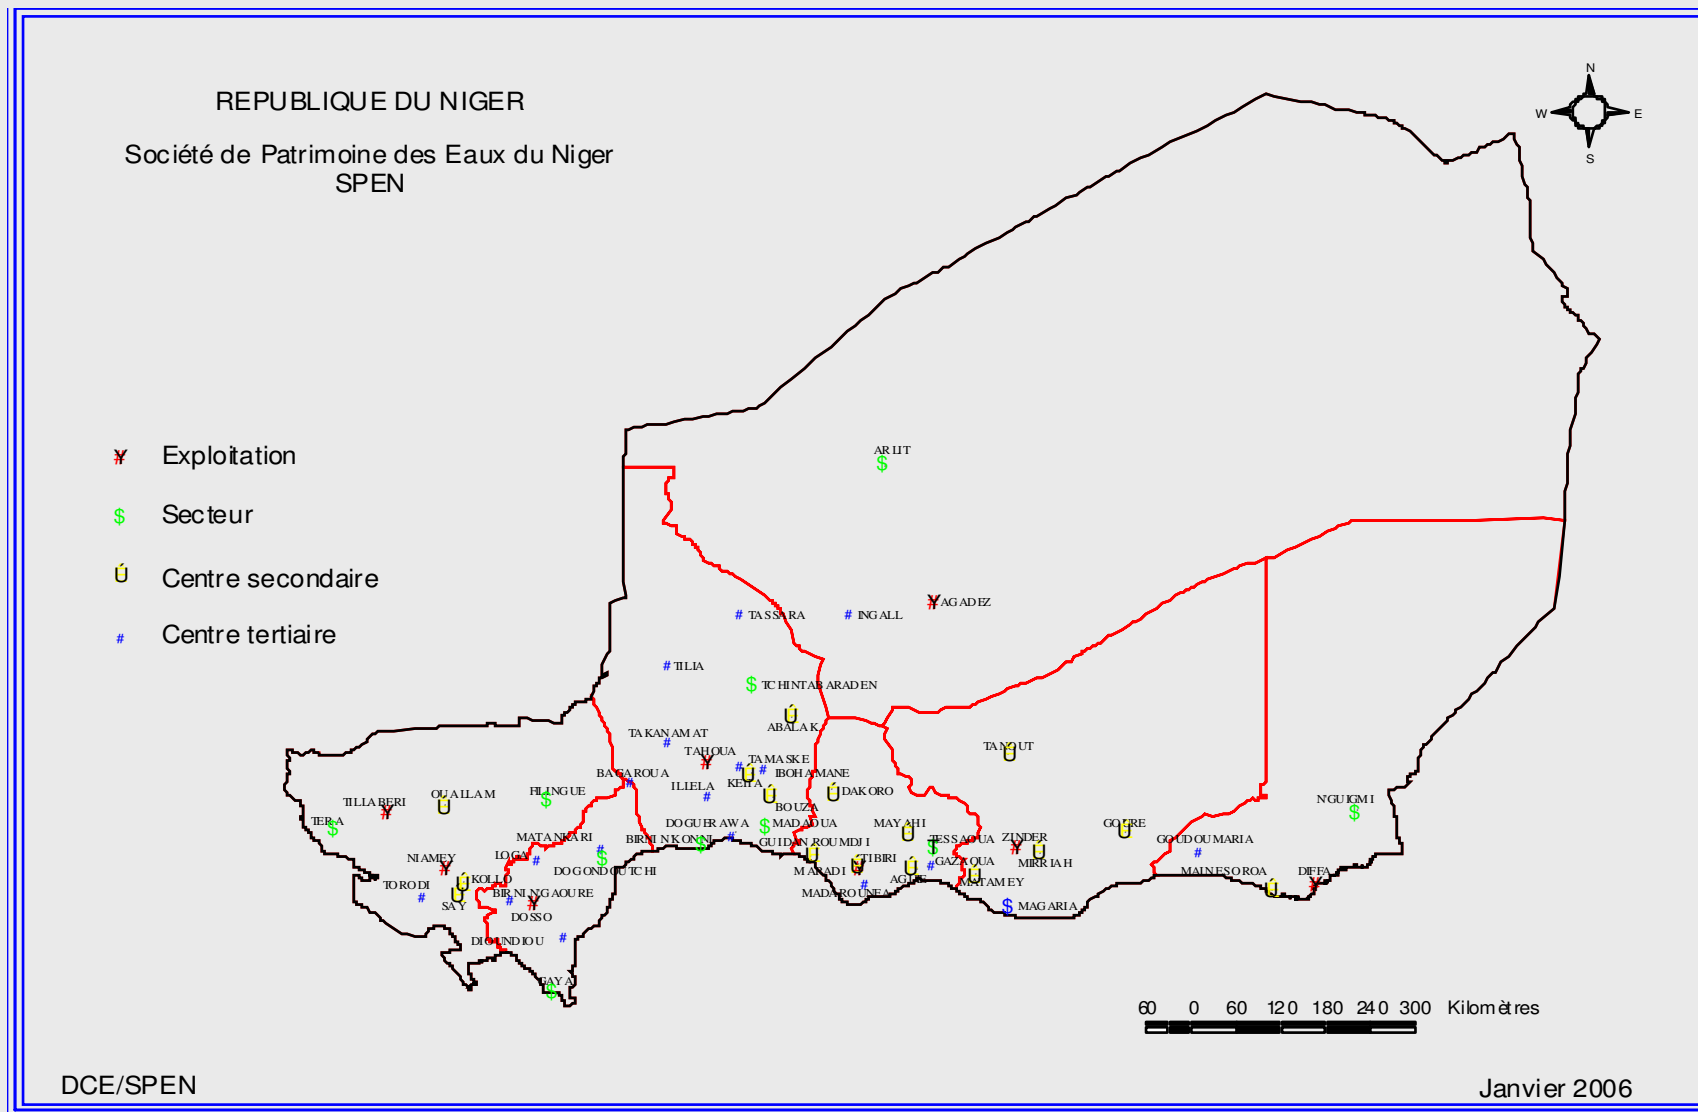 REPUBLIQUE DU NIGER
Société de Patrimoine des Eaux du Niger
SPEN
N
W
E
S
Exploitation
Secteur
Centre secondaire
Centre tertiaire
ARLIT
AGADEZ
TASSARA
INGALL
TILIA
TCHINTABARADEN
ABALAK
TAKANAMAT
TAHOUA
TAMASKE
TANOUT
BAGAROUA
ILLELA
KEITA
IBOHAMANE
DAKORO
BOUZA
TILLABERI
OUALLAM
FILINGUE
N'GUIGMI
TERA
DOGUERAWA
MADAOUA
MAYAHI
GOURE
MATANKARI
BIRNI N'KONNI
GUIDAN ROUMDJI
TESSAOUA
ZINDER
GOUDOUMARIA
NIAMEY
LOGA
DOGONDOUTCHI
MARADI
TIBIRI
GAZAOUA
MIRRIAH
MAINESOROA
DIFFA
TORODI
KOLLO
BIRNI NGAOURE
MADAROUNFA
AGUIE
MATAMEY
SAY
DOSSO
MAGARIA
DIOUNDIOU
GAYA
60 0 60 120 180 240 300 Kilomètres
DCE/SPEN
Janvier 2006